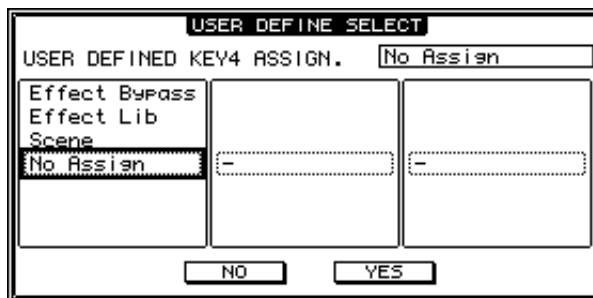 USER DEFINE SELECT
USER DEFINED KEY4 ASSIGN. No Assign
Effect Bypass
Effect Lib
Scene
No Assign - -
NO YES